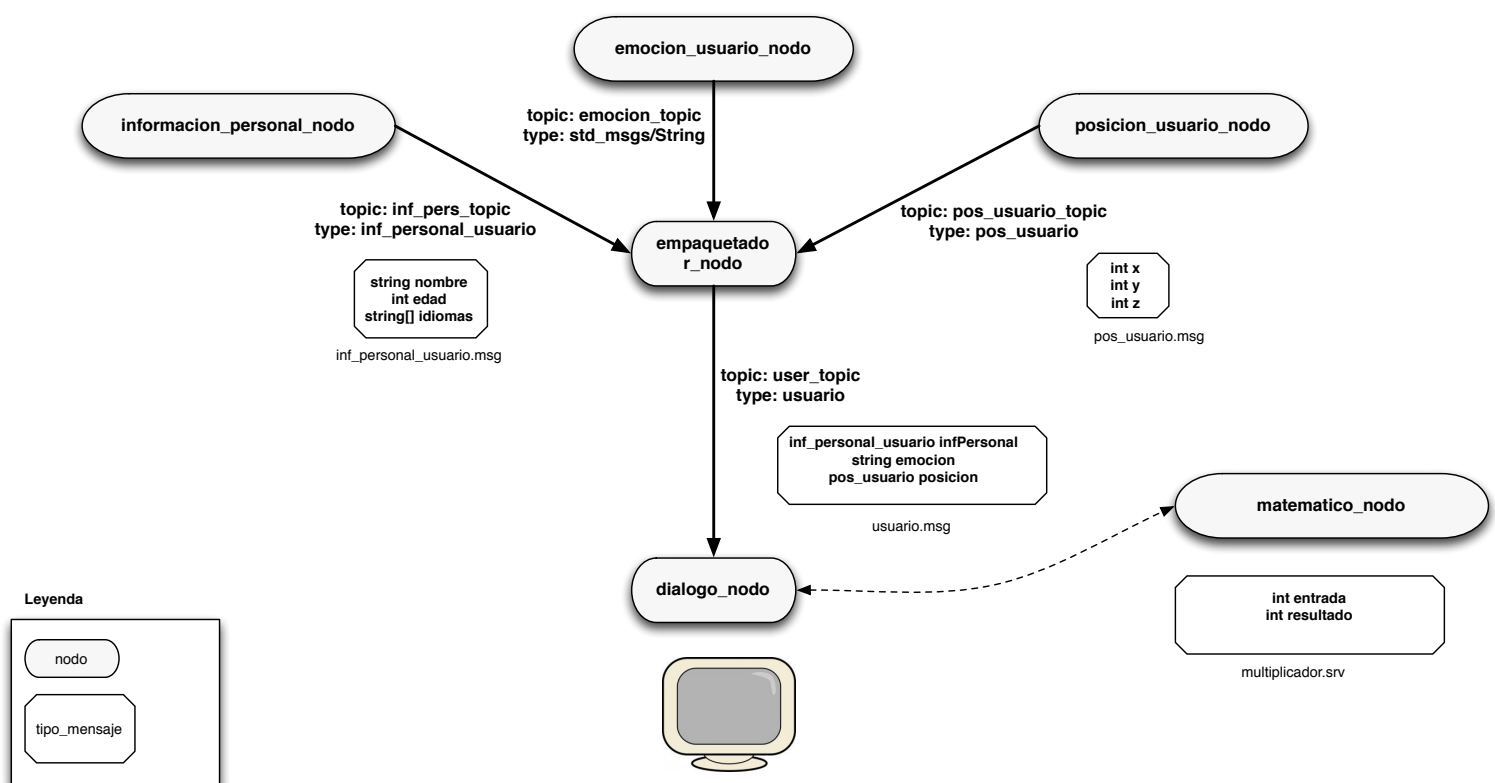 emocion_usuario_nodo
informacion_personal_nodo
posicion_usuario_nodo
topic: emocion_topic
type: std_msgs/String
topic: inf_pers_topic
type: inf_personal_usuario
topic: pos_usuario_topic
type: pos_usuario
empaquetado
r_nodo
string nombre
int edad
string[] idiomas
inf_personal_usuario.msg
int x
int y
int z
pos_usuario.msg
topic: user_topic
type: usuario
inf_personal_usuario infPersonal
string emocion
pos_usuario posicion
usuario.msg
matematico_nodo
dialogo_nodo
int entrada
int resultado
multiplicador.srv
Leyenda
nodo
tipo_mensaje